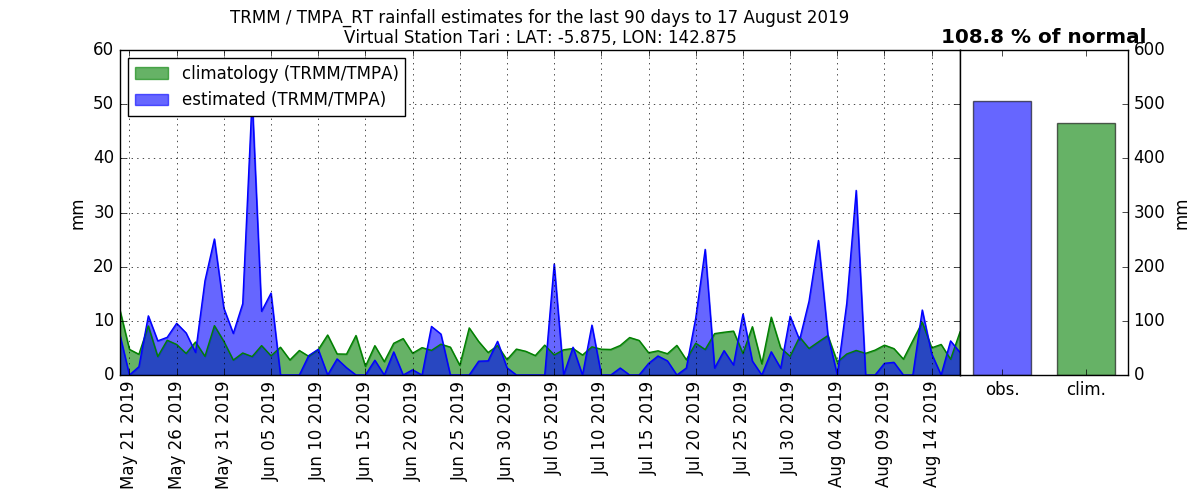 TRMM / TMPA_RT rainfall estimates for the last 90 days to 17 August 2019
Virtual Station Tari : LAT: -5.875, LON: 142.875
108.8 % of normal
climatology (TRMM/TMPA)
estimated (TRMM/TMPA)
60
50
40
30
20
10
0
mm
600
500
400
300
200
100
0
mm
May 21 2019
May 26 2019
May 31 2019
Jun 05 2019
Jun 10 2019
Jun 15 2019
Jun 20 2019
Jun 25 2019
Jun 30 2019
Jul 05 2019
Jul 10 2019
Jul 15 2019
Jul 20 2019
Jul 25 2019
Jul 30 2019
Aug 04 2019
Aug 09 2019
Aug 14 2019
obs.
clim.